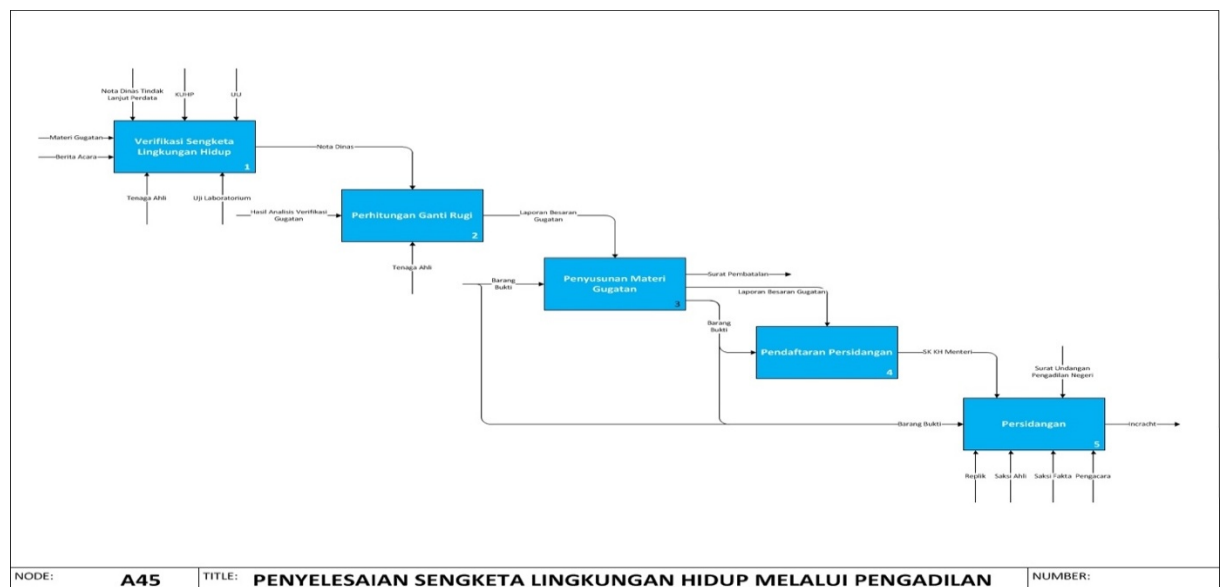 Nota Dinas Tindak
Lanjut Perdata
KUHP
UU
Materi Gugatan
Berita Acara
Verifikasi Sengketa
Lingkungan Hidup
1
Tenaga Ahli
Uji Laboratorium
Nota Dinas
Hasil Analisis Verifikasi
Gugatan
Perhitungan Ganti Rugi
2
Tenaga Ahli
Laporan Besaran
Gugatan
Barang
Bukti
Penyusunan Materi
Gugatan
3
Surat Pembatalan
Laporan Besaran Gugatan
Barang
Bukti
Pendaftaran Persidangan
4
SK KH Menteri
Surat Undangan
Pengadilan Negeri
Barang Bukti
Persidangan
5
Incracht
Replik
Saksi Ahli
Saksi Fakta
Pengacara
NODE:
A45
TITLE:
PENYELESAIAN SENGKETA LINGKUNGAN HIDUP MELALUI PENGADILAN
NUMBER: